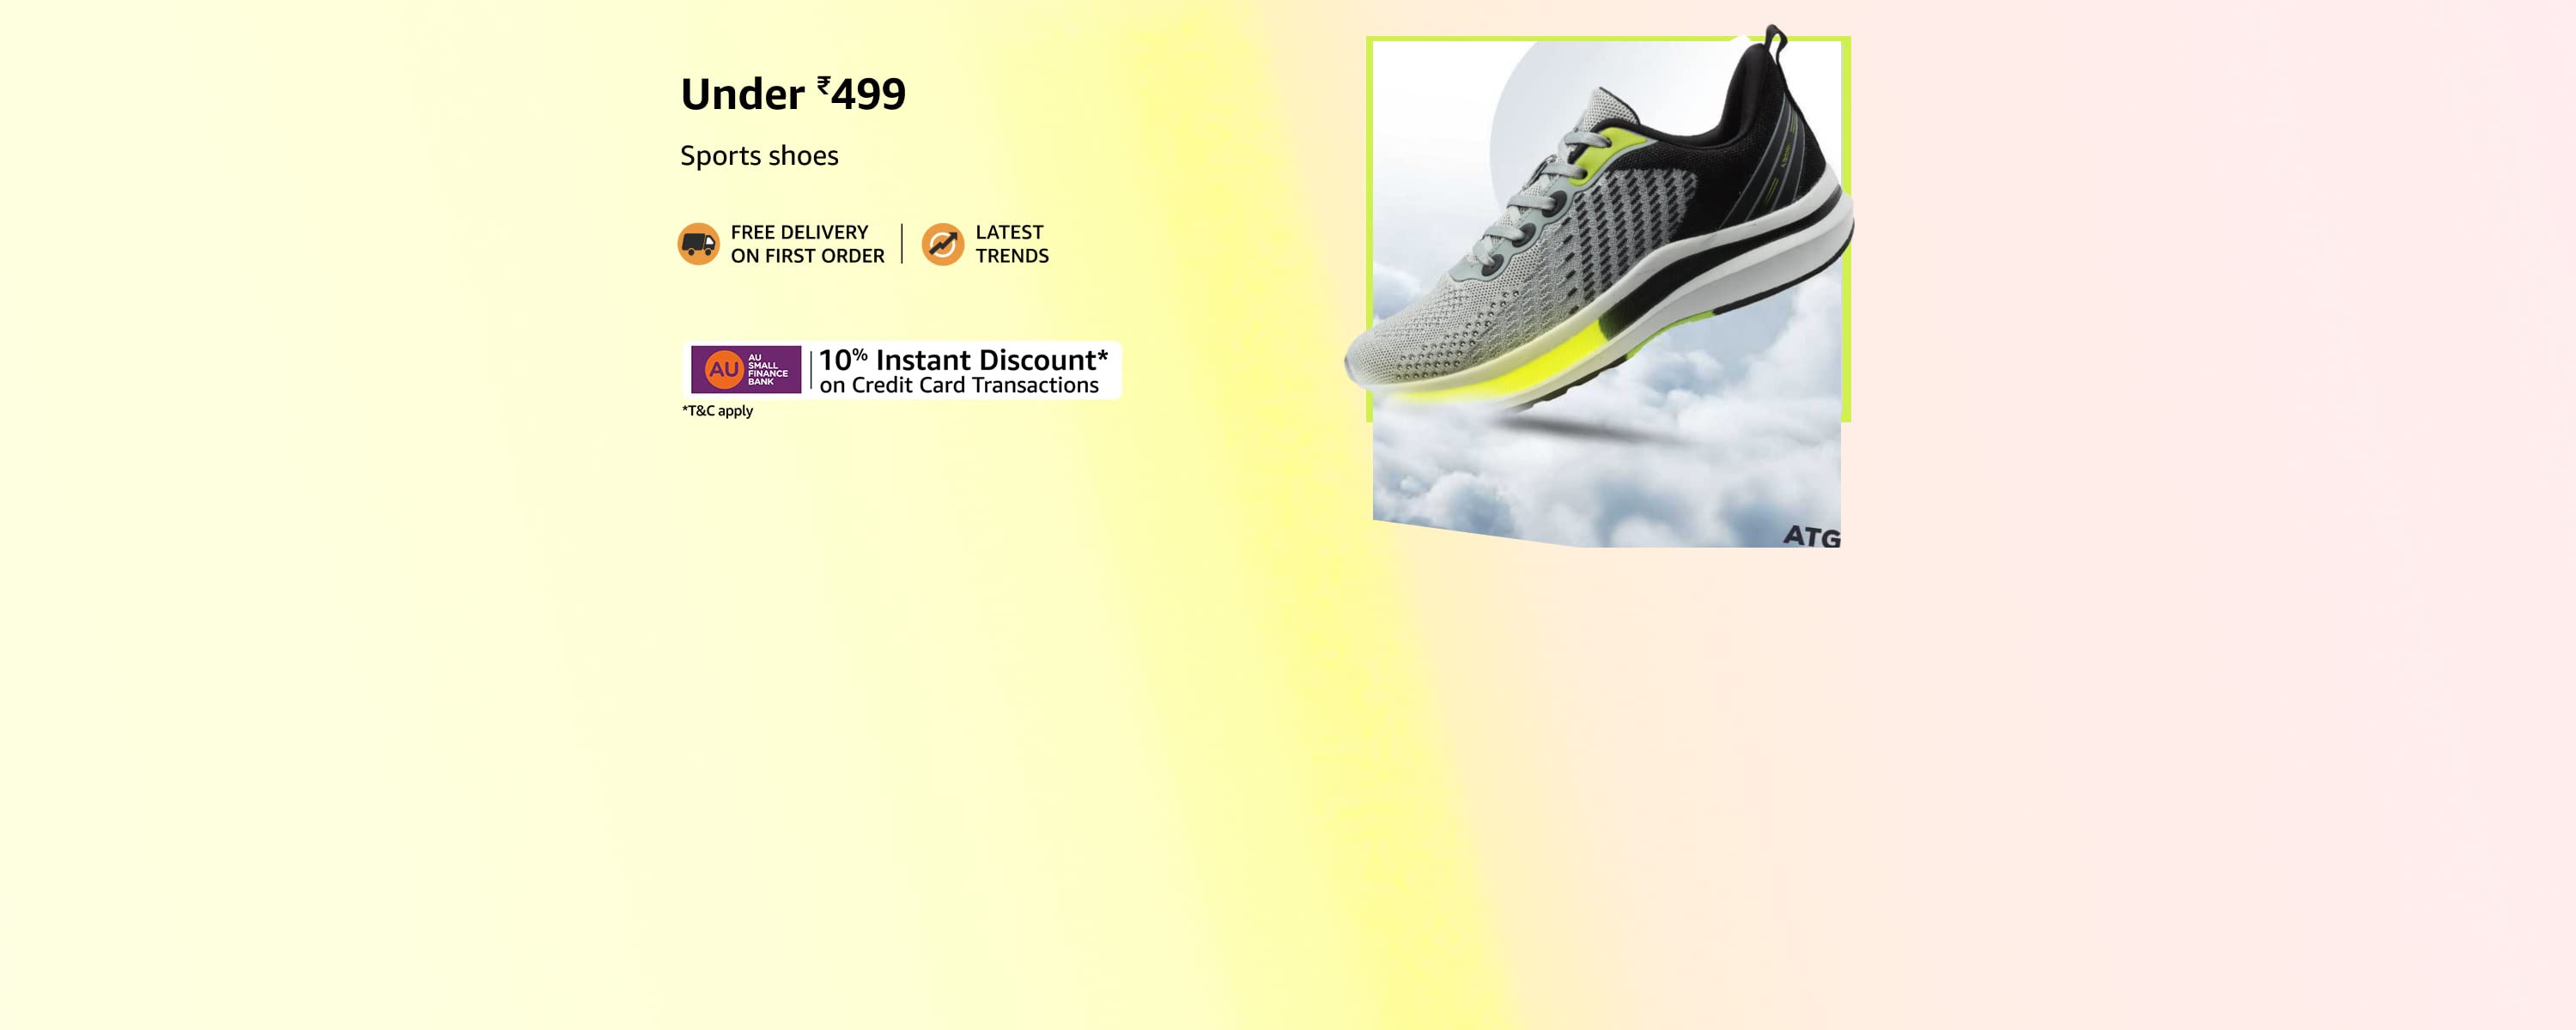 Under ₹499
Sports shoes
FREE DELIVERY
ON FIRST ORDER
LATEST
TRENDS
AU
AU
SMALL
FINANCE
BANK
10% Instant Discount*
on Credit Card Transactions
*T&C apply
ATG